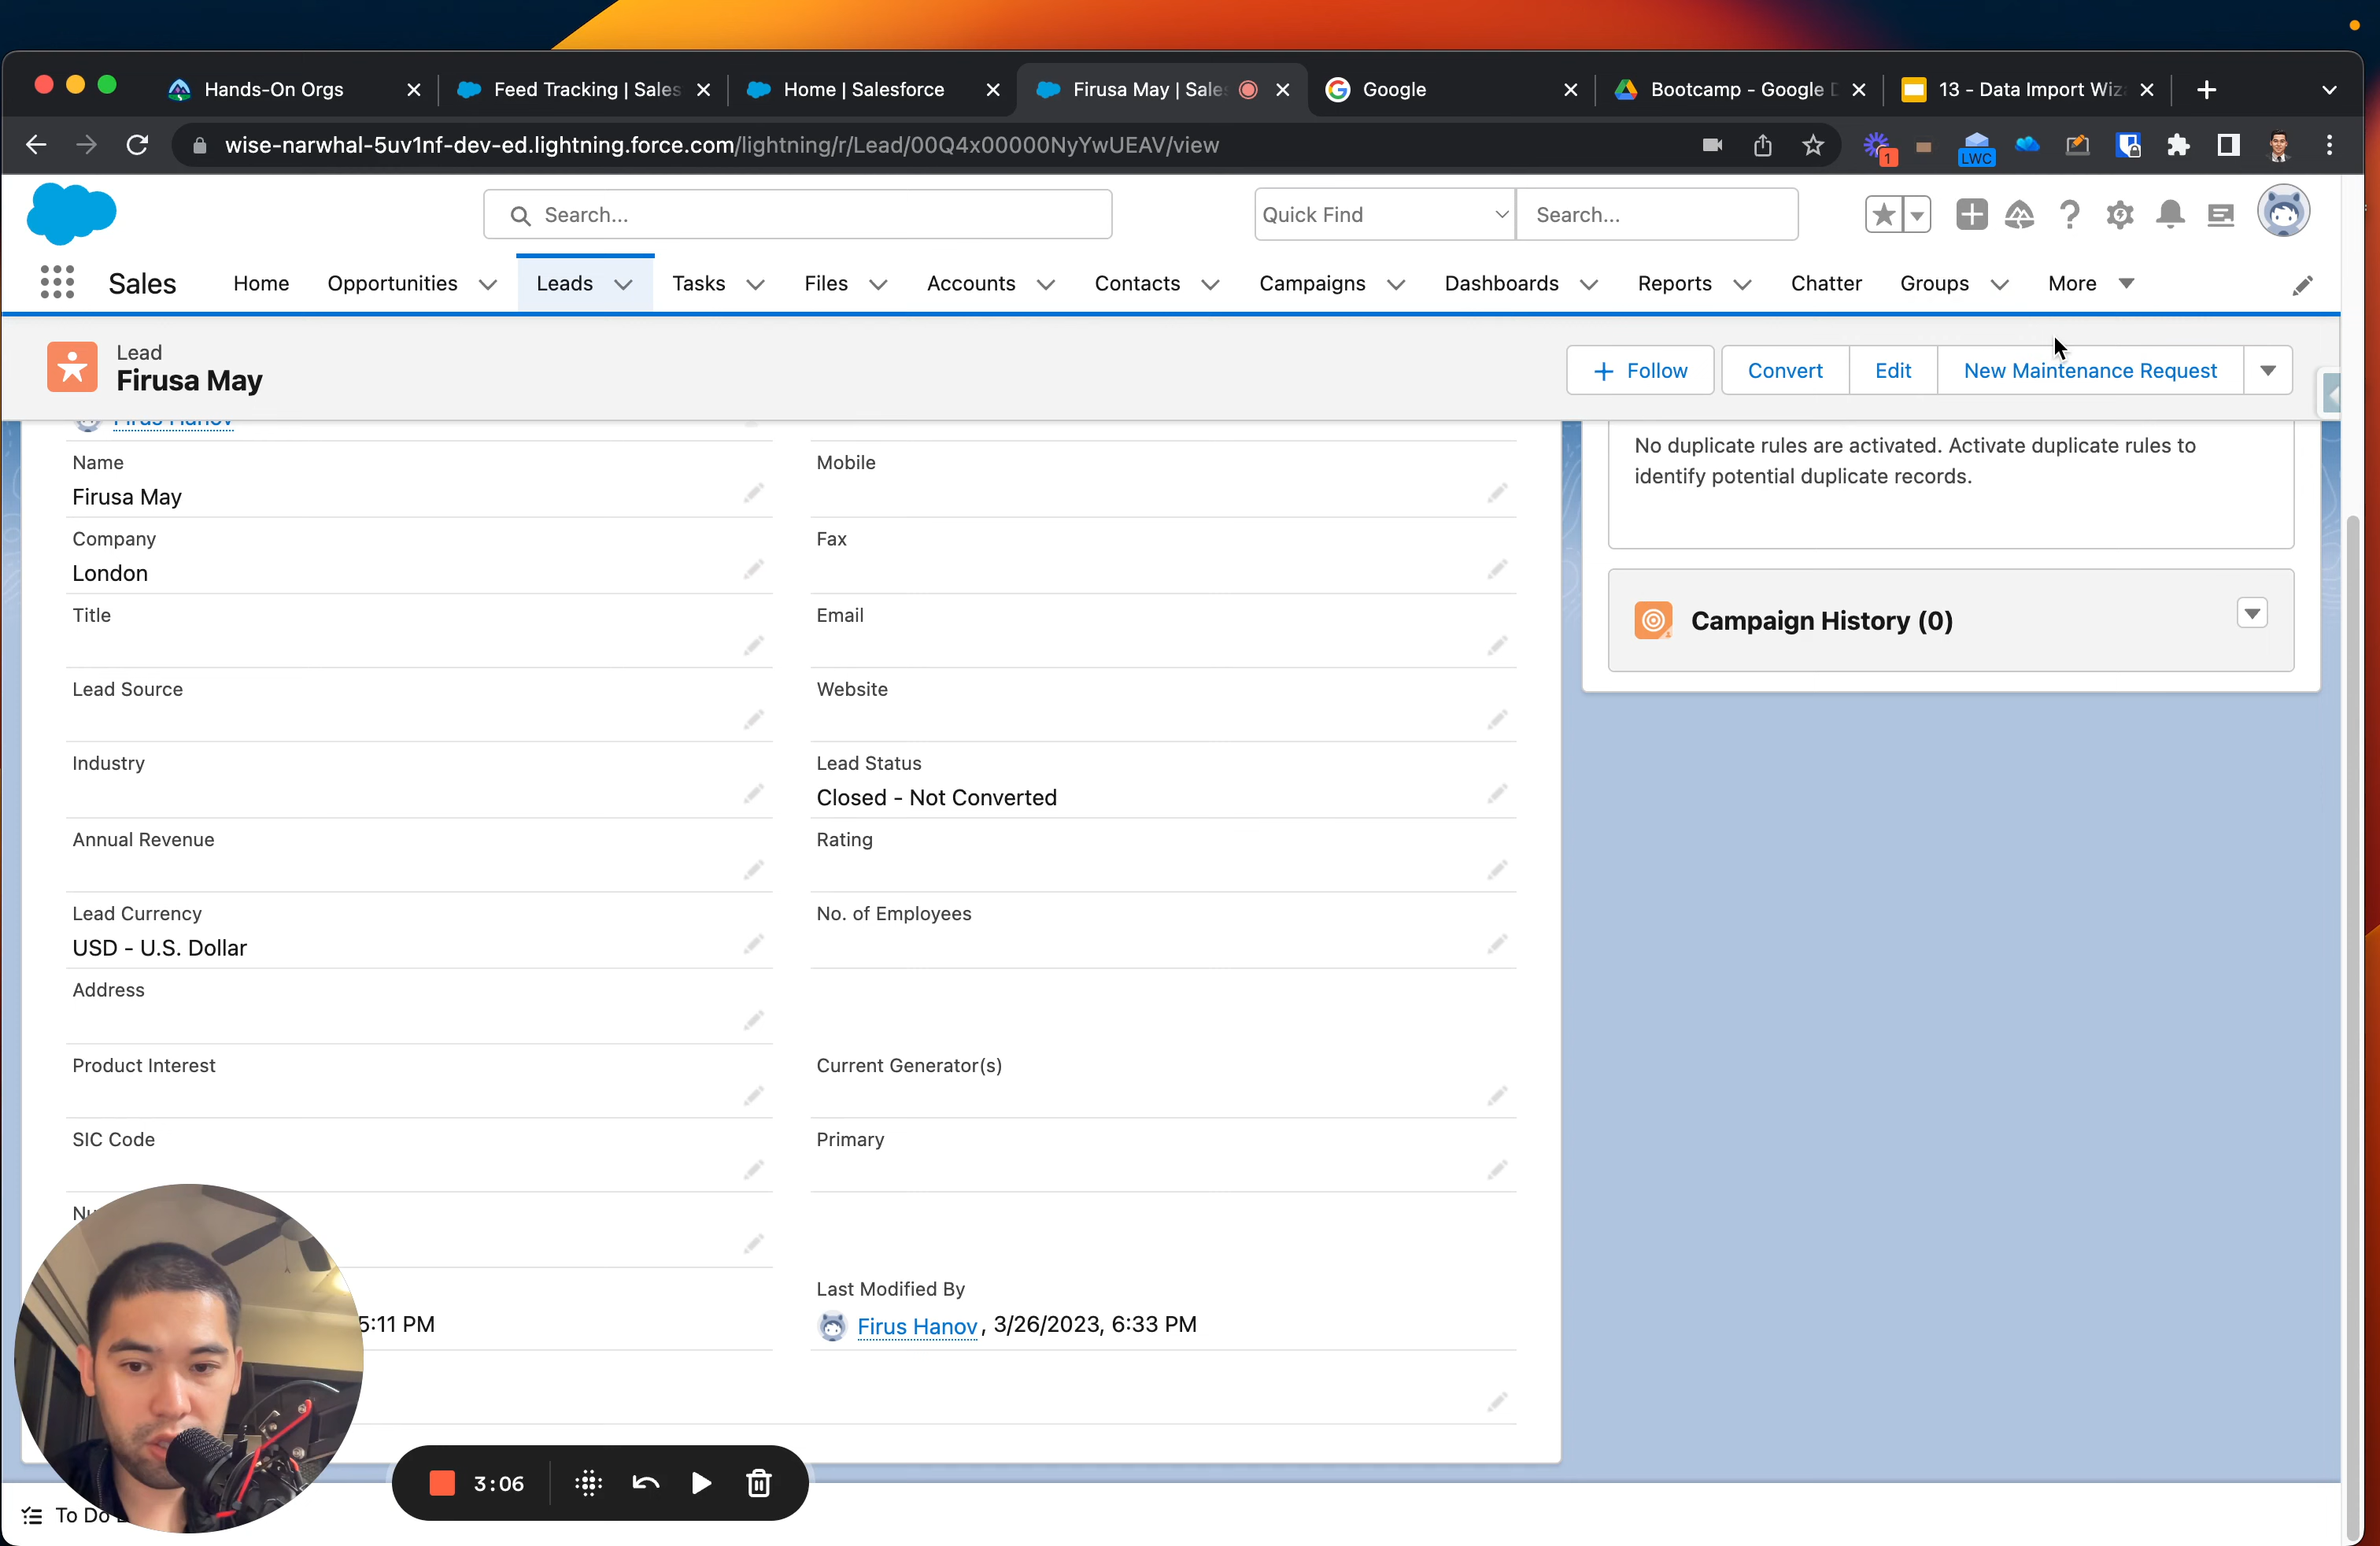 Hands-On Orgs
Feed Tracking | Sales
Home | Salesforce
Firusa May | Sale
Google
Bootcamp - Google D
13 - Data Import Wiz
wise-narwhal-5uv1nf-dev-ed.lightning.force.com/lightning/r/Lead/00Q4x00000NyYwUEAV/view
1
LWC
Search...
Quick Find
Search...
Sales
Home
Opportunities
Leads
Tasks
Files
Accounts
Contacts
Campaigns
Dashboards
Reports
Chatter
Groups
More
Lead
Firusa May
+ Follow
Convert
Edit
New Maintenance Request
Firus Hanov
Name
Firusa May
Company
London
Title
Lead Source
Industry
Annual Revenue
Lead Currency
USD - U.S. Dollar
Address
Product Interest
SIC Code
5:11 PM
Mobile
Fax
Email
Website
Lead Status
Closed - Not Converted
Rating
No. of Employees
Current Generator(s)
Primary
Last Modified By
Firus Hanov, 3/26/2023, 6:33 PM
No duplicate rules are activated. Activate duplicate rules to
identify potential duplicate records.
Campaign History (0)
3:06
To Do